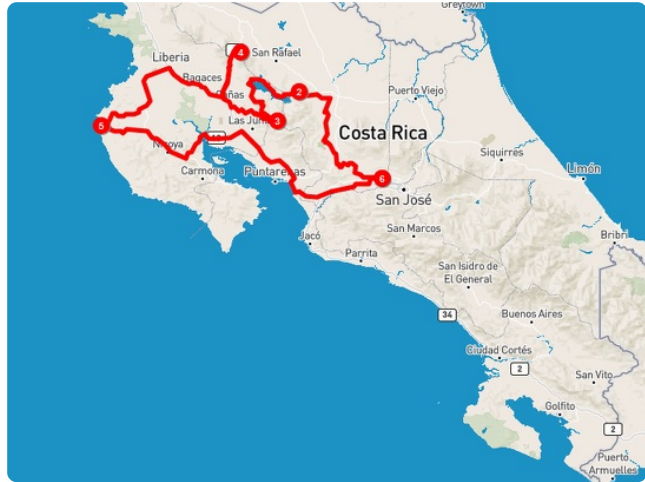 Greytown
4
San Rafael
Liberia
Bagaces
2
Puerto Viejo
Cañas
3
Las Juntas
5
Costa Rica
Siquirres
Nicoya
Limón
Carmona
Puntarenas
6
San José
San Marcos
Bribri
Jacó
Parrita
San Isidro de
El General
34
Buenos Aires
Ciudad Cortés
2
San Vito
Golfito
2
Puerto
Armuelles